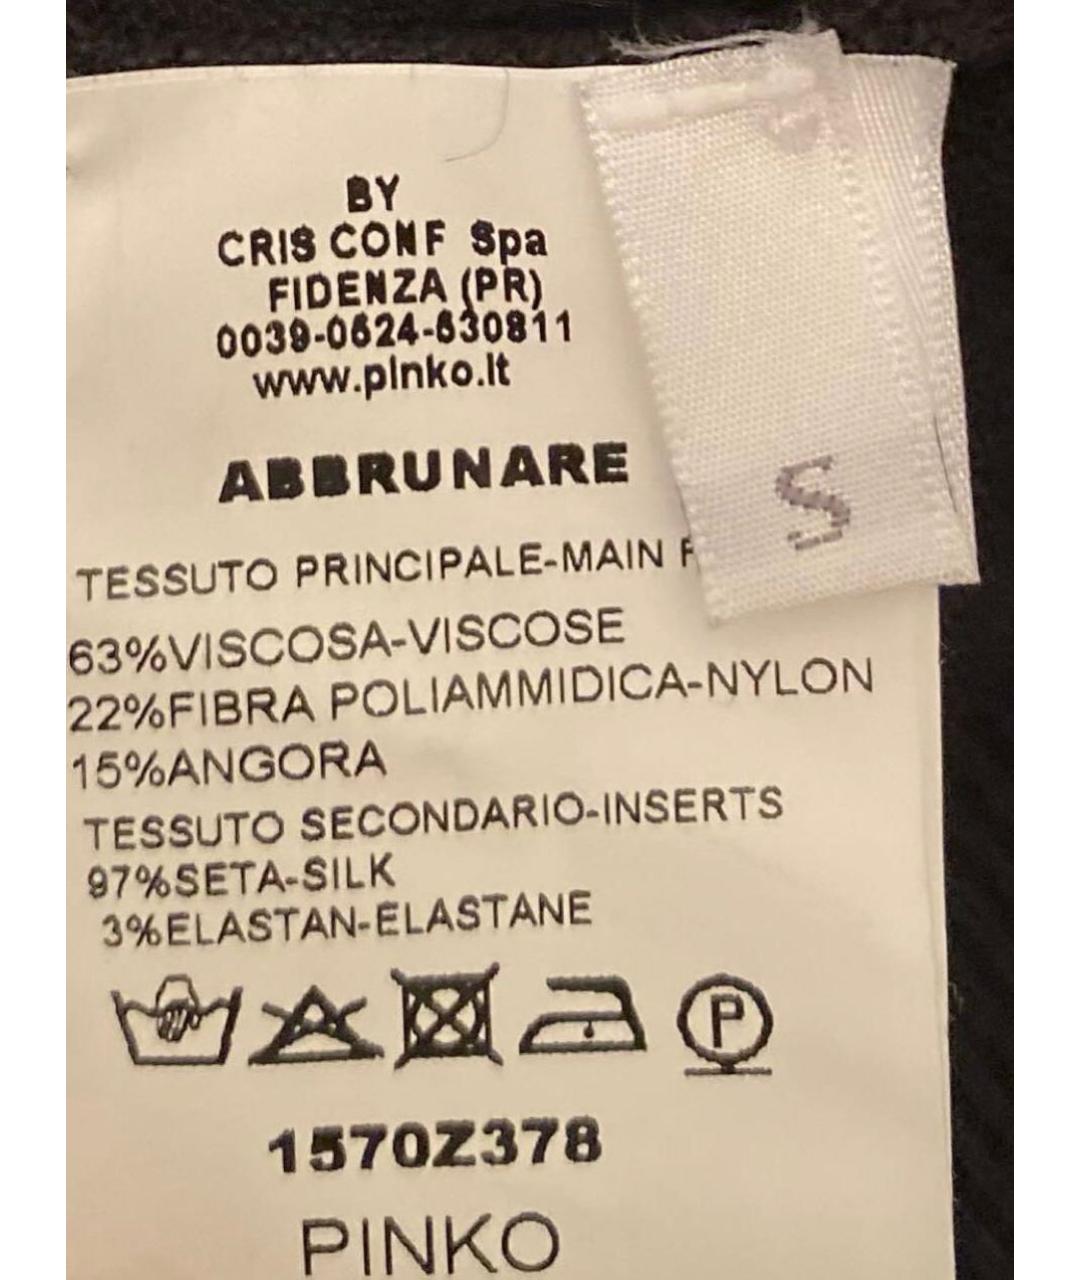 BY
CRIS CONF Spa
FIDENZA (PR)
0039-0524-530811
www.pinko.it
ABBRUNARE
S
TESSUTO PRINCIPALE-MAIN F
63%VISCOSA-VISCOSE
22%FIBRA POLIAMMIDICA-NYLON
15%ANGORA
TESSUTO SECONDARIO-INSERTS
97%SETA-SILK
3%ELASTAN-ELASTANE
P
1570Z378
PINKO